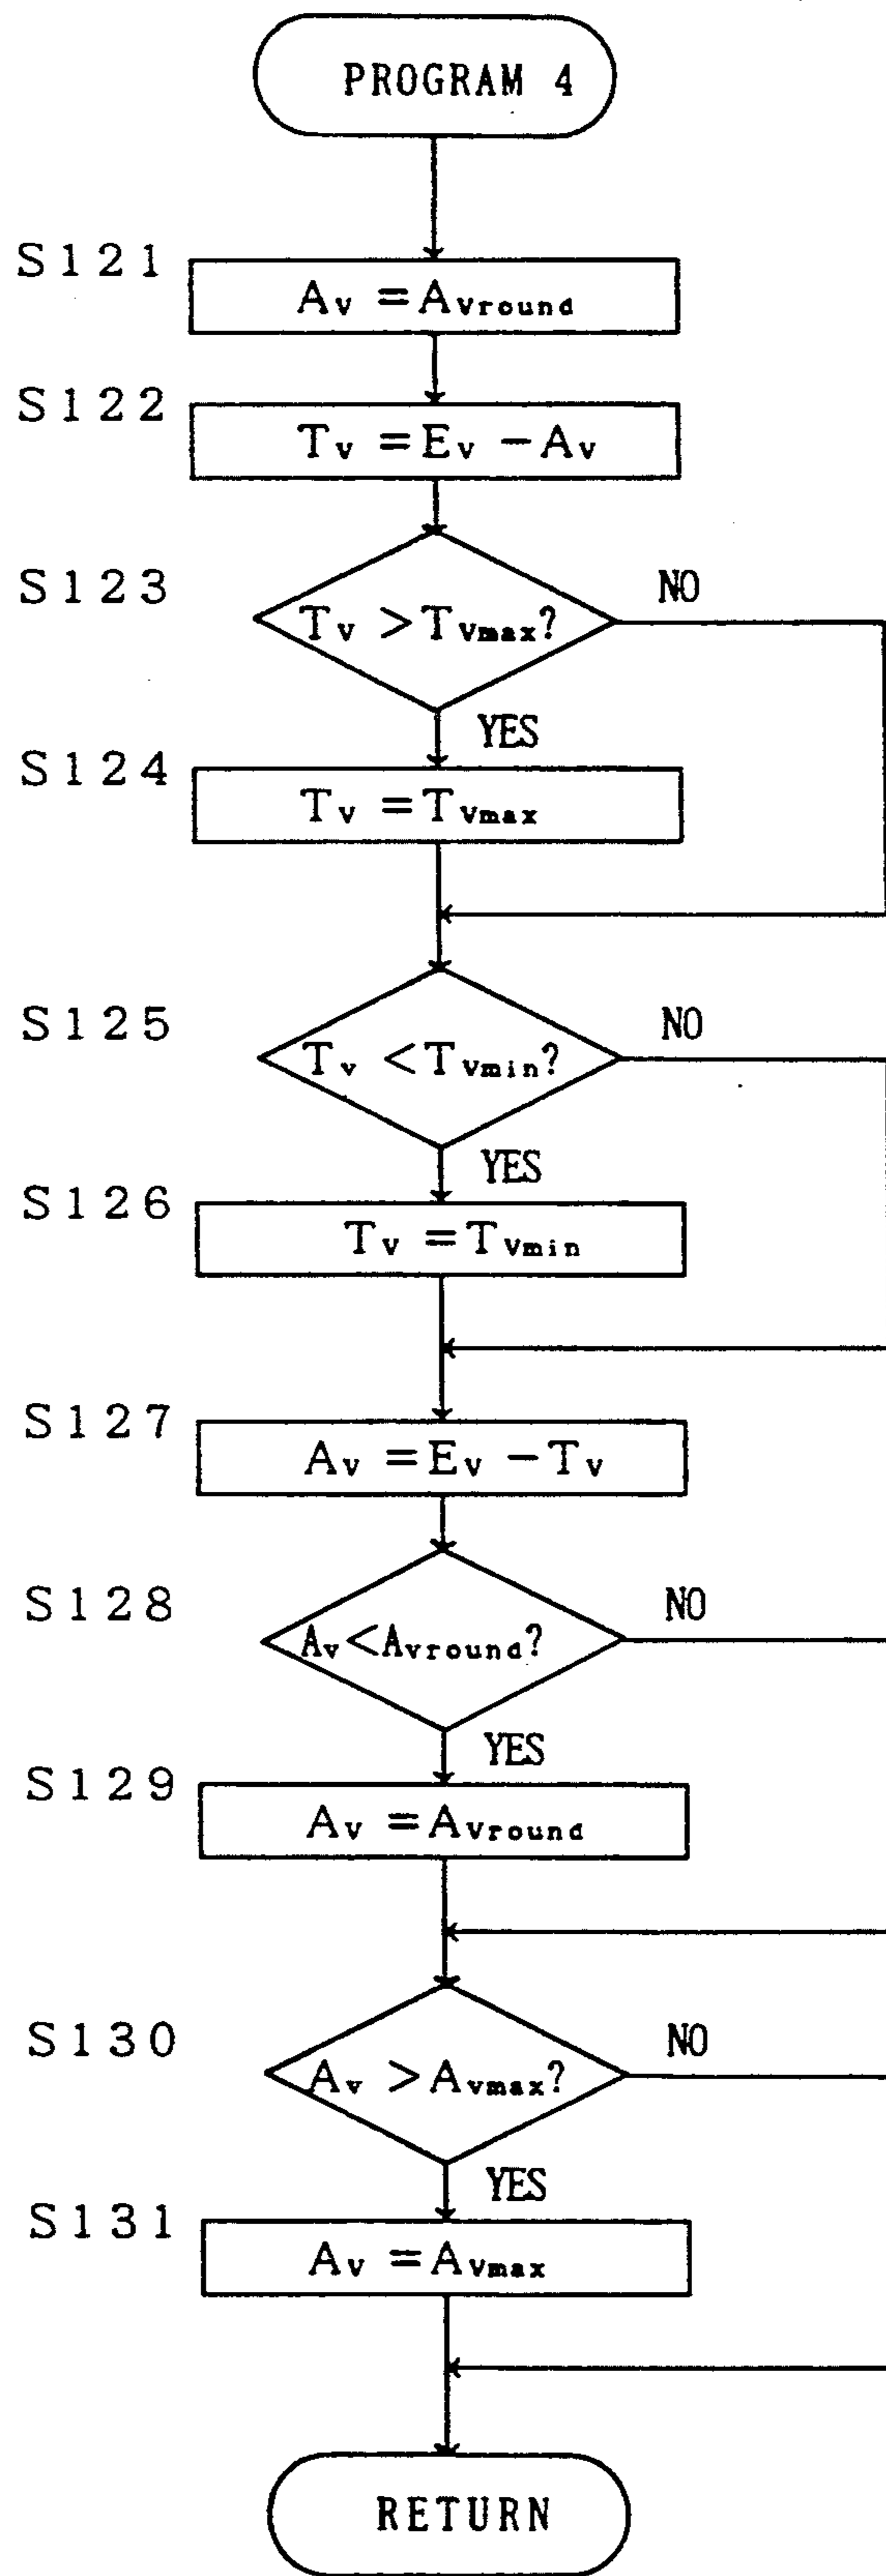 PROGRAM 4
S121
Av = Avround
S122
Tv = Ev - Av
S123
NO
Tv > Tvmax?
YES
S124
Tv = Tvmax
S125
NO
Tv < Tvmin?
YES
S126
Tv = Tvmin
S127
Av = Ev - Tv
S128
NO
Av < Avround?
YES
S129
Av = Avround
S130
NO
Av > Avmax?
YES
S131
Av = Avmax
RETURN